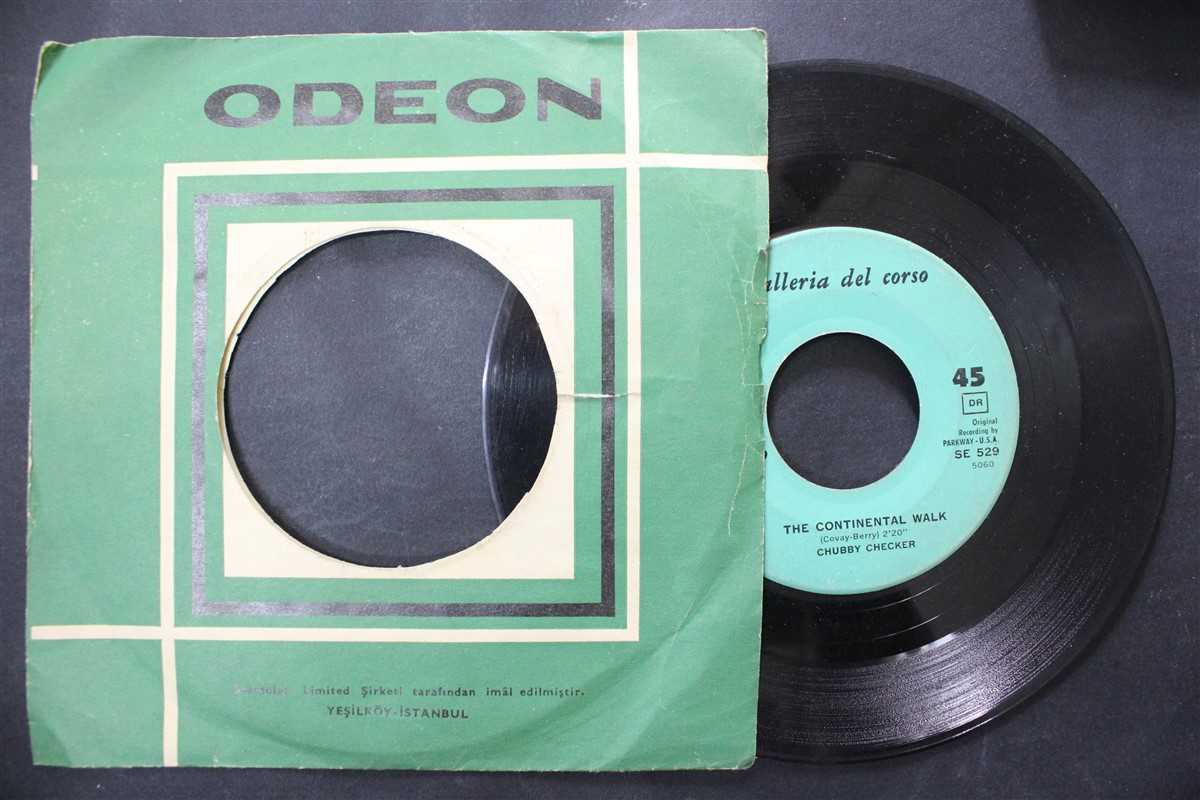 ODEON
Limited Şirketi tarafından imâl edilmiştir.
YEŞİLKÖY-İSTANBUL
alleria del corso
45
DR
Original
Recording by
PARKWAY-U.S.A.
SE 529
5060
THE CONTINENTAL WALK
(Covay-Berry) 2'20"
CHUBBY CHECKER